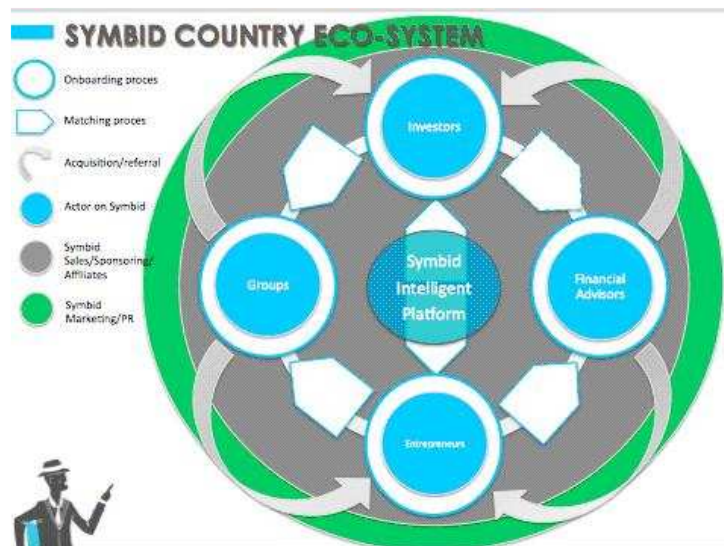 SYMBID COUNTRY ECO-SYSTEM
Onboarding proces
Matching proces
Acquisition/referral
Actor on Symbid
Symbid
Sales/Sponsoring/
Affiliates
Symbid
Marketing/PR
Investors
Groups
Symbid
Intelligent
Platform
Financial
Advisors
Entrepreneurs